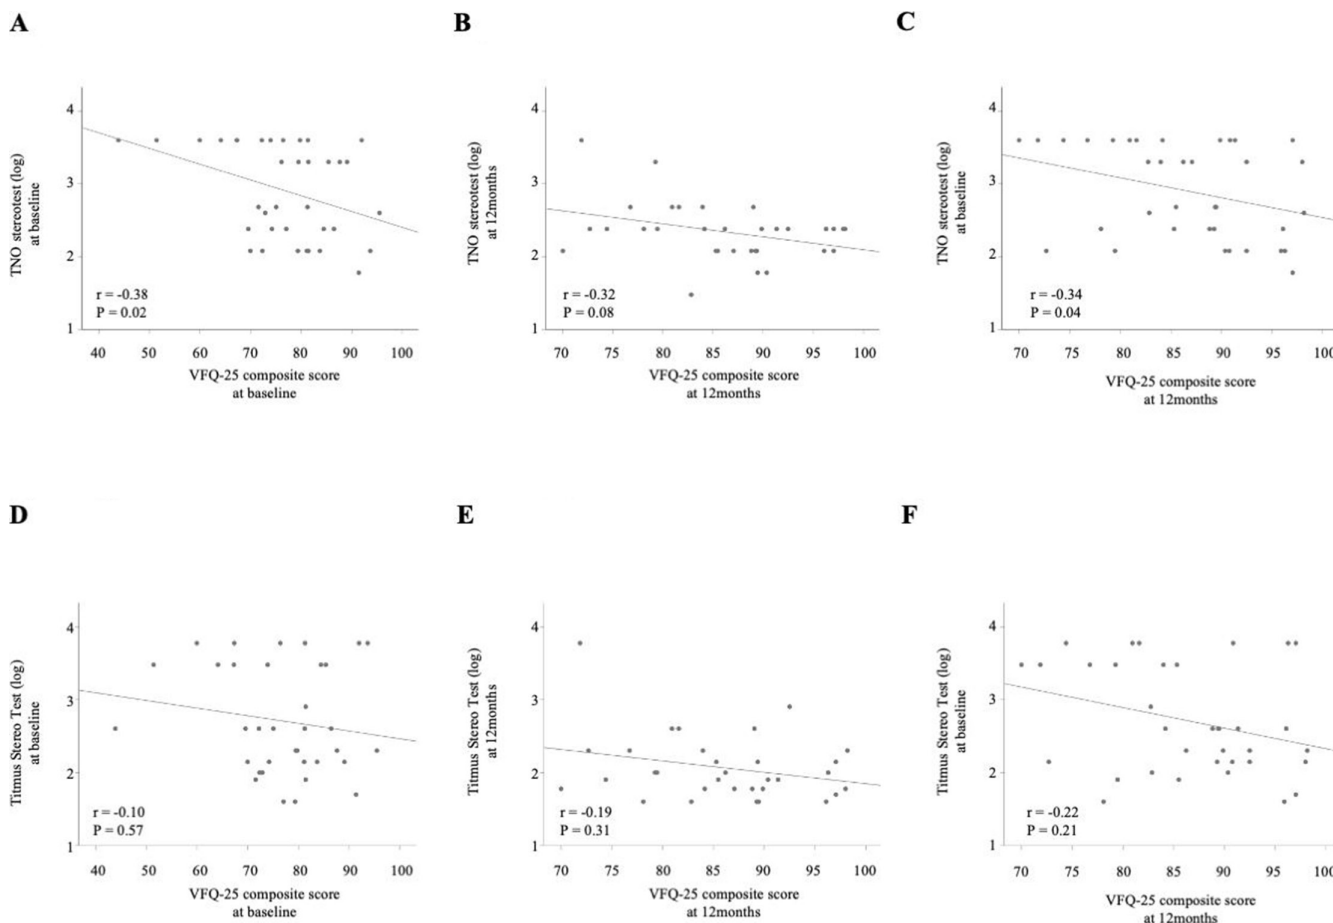 A
B
C
TNO stereotest (log)
at baseline
4
3
2
1
r = -0.38
P = 0.02
40 50 60 70 80 90 100
VFQ-25 composite score
at baseline
TNO stereotest (log)
at 12months
4
3
2
1
r = -0.32
P = 0.08
70 75 80 85 90 95 100
VFQ-25 composite score
at 12months
TNO stereotest (log)
at baseline
4
3
2
1
r = -0.34
P = 0.04
70 75 80 85 90 95 100
VFQ-25 composite score
at 12months
D
E
F
Titmus Stereo Test (log)
at baseline
4
3
2
1
r = -0.10
P = 0.57
40 50 60 70 80 90 100
VFQ-25 composite score
at baseline
Titmus Stereo Test (log)
at 12months
4
3
2
1
r = -0.19
P = 0.31
70 75 80 85 90 95 100
VFQ-25 composite score
at 12months
Titmus Stereo Test (log)
at baseline
4
3
2
1
r = -0.22
P = 0.21
70 75 80 85 90 95 100
VFQ-25 composite score
at 12months